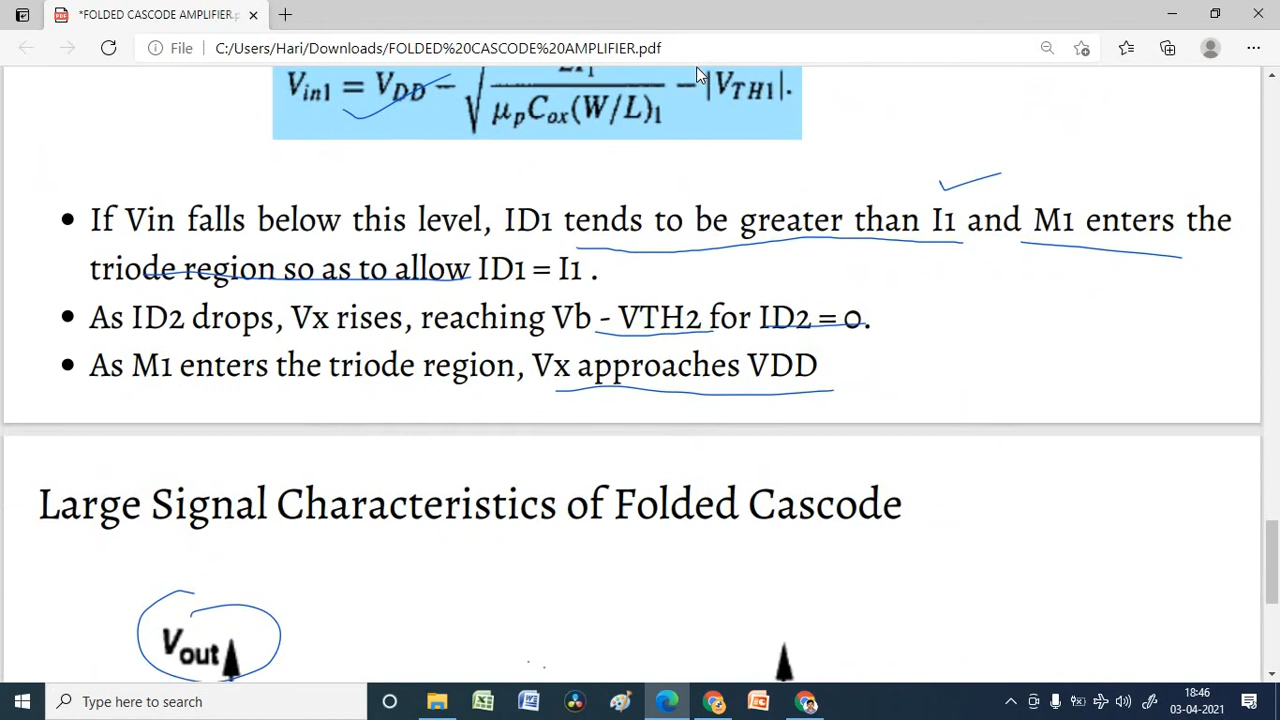 *FOLDED CASCODE AMPLIFIER.p
File C:/Users/Hari/Downloads/FOLDED%20CASCODE%20AMPLIFIER.pdf
Vin1 = VDD − √ μpCox(W/L)1 − |VTH1|.
• If Vin falls below this level, ID1 tends to be greater than I1 and M1 enters the
triode region so as to allow ID1 = I1 .
• As ID2 drops, Vx rises, reaching Vb - VTH2 for ID2 = 0.
• As M1 enters the triode region, Vx approaches VDD
Large Signal Characteristics of Folded Cascode
Vout
Type here to search
18:46
03-04-2021